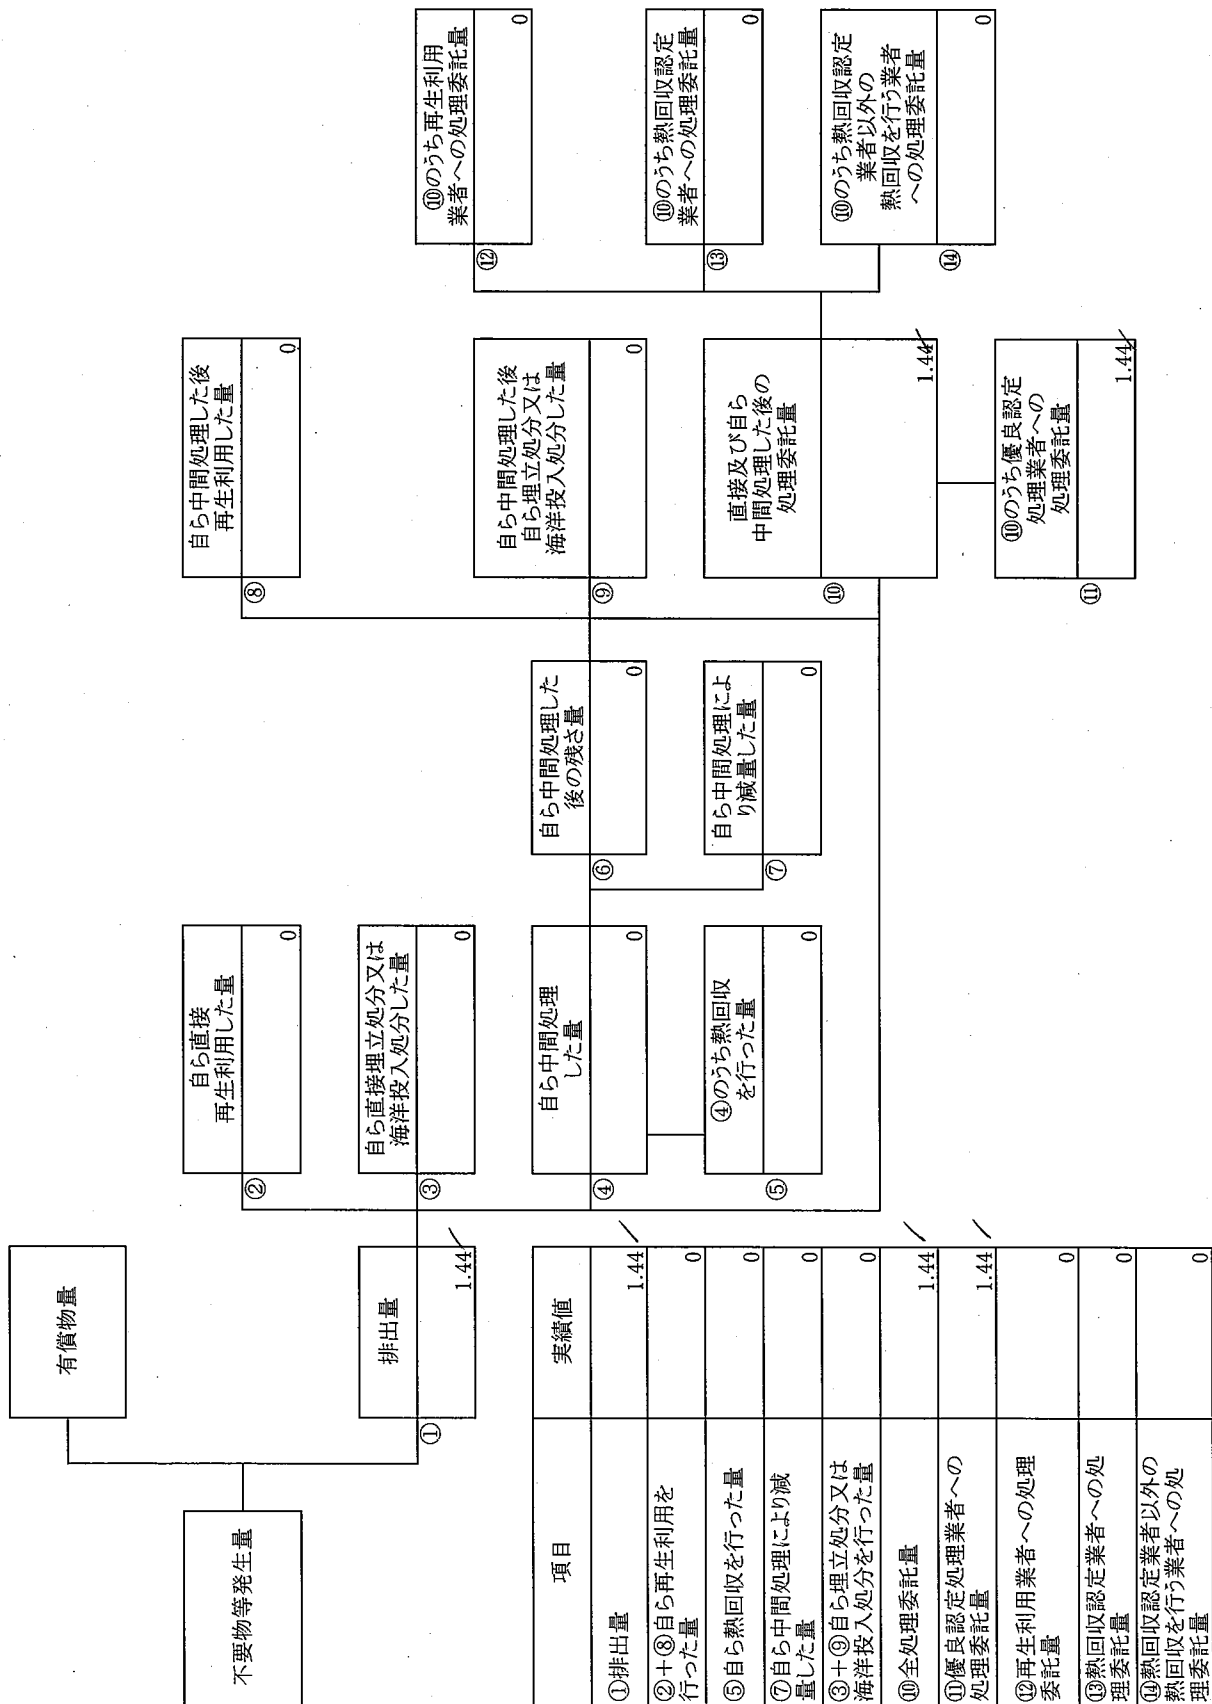 不要物等発生量
有償物量
排出量
①
1.44
自ら直接
再生利用した量
②
0
自ら直接埋立処分又は
海洋投入処分した量
③
0
自ら中間処理
した量
④
0
④のうち熱回収
を行った量
⑤
0
自ら中間処理した
後の残さ量
⑥
0
自ら中間処理によ
り減量した量
⑦
0
自ら中間処理した後
再生利用した量
⑧
0
自ら中間処理した後
自ら埋立処分又は
海洋投入処分した量
⑨
0
直接及び自ら
中間処理した後の
処理委託量
⑩
1.44
⑩のうち優良認定
処理業者への
処理委託量
⑪
1.44
⑩のうち再生利用
業者への処理委託量
⑫
0
⑩のうち熱回収認定
業者への処理委託量
⑬
0
⑩のうち熱回収認定
業者以外の
熱回収を行う業者
への処理委託量
⑭
0
項目
実績値
①排出量
1.44
②+⑧自ら再生利用を
行った量
0
⑤自ら熱回収を行った量
0
⑦自ら中間処理により減
量した量
0
③+⑨自ら埋立処分又は
海洋投入処分を行った量
0
⑩全処理委託量
1.44
⑪優良認定処理業者への
処理委託量
1.44
⑫再生利用業者への処理
委託量
0
⑬熱回収認定業者への処
理委託量
0
⑭熱回収認定業者以外の
熱回収を行う業者への処
理委託量
0